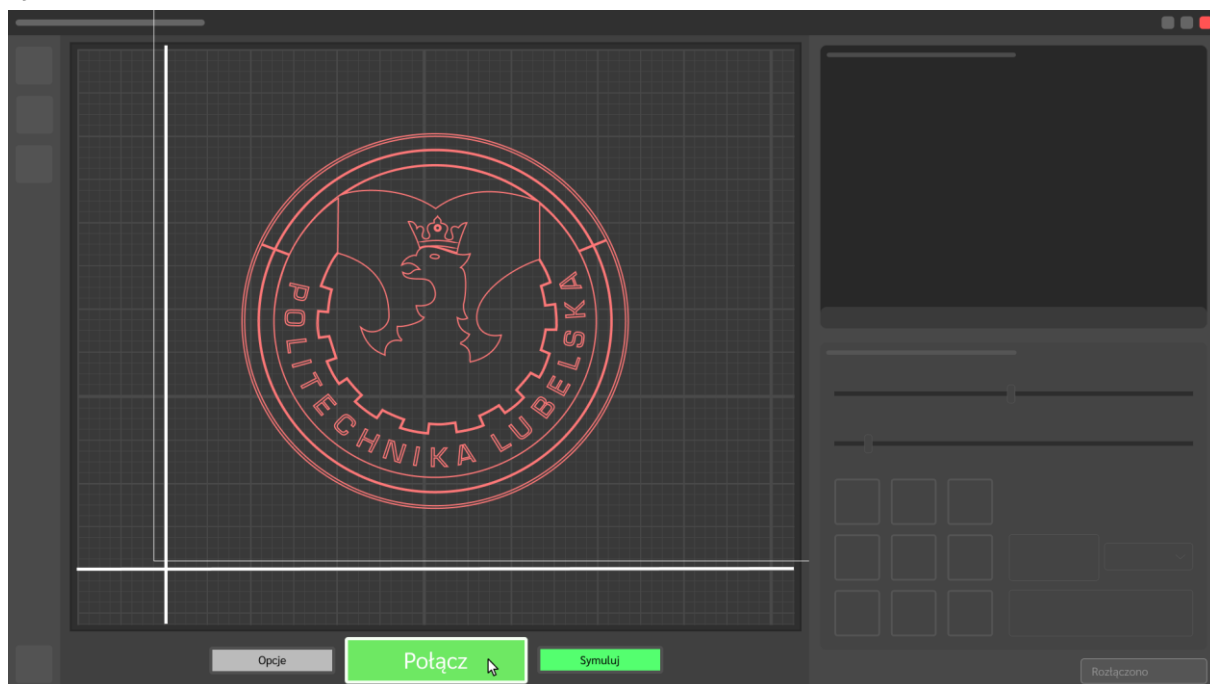 POLITECHNIKA LUBELSKA
Opcje
Połącz
Symuluj
Rozłączono